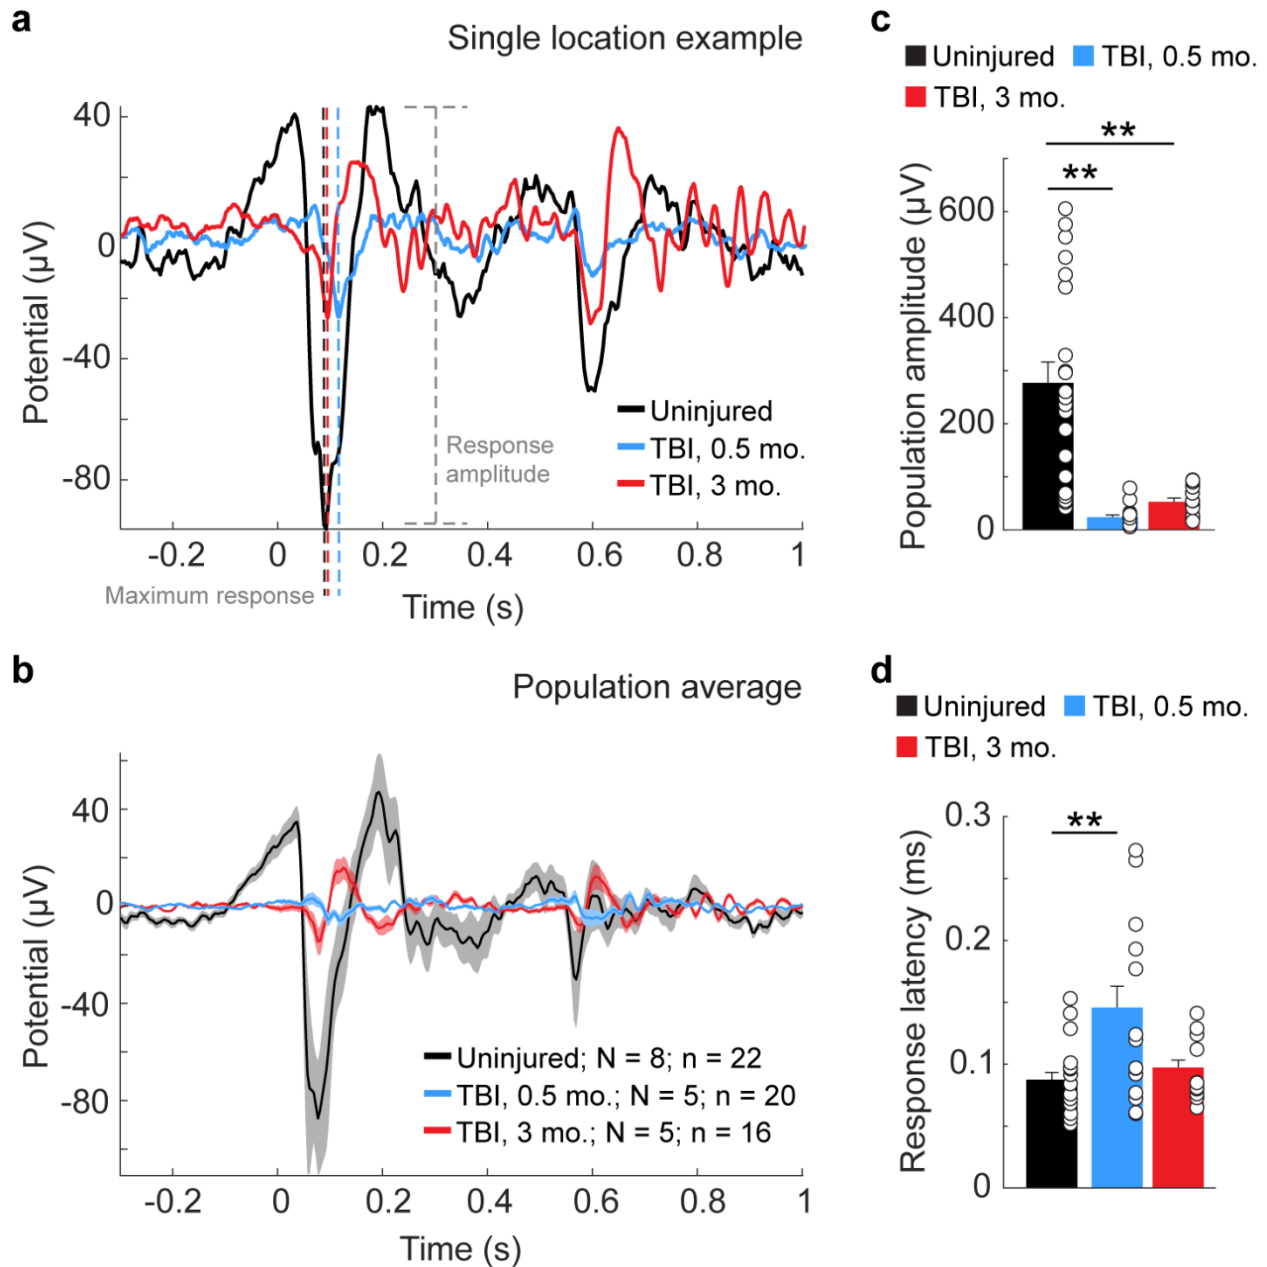 a
Single location example
40
0
-40
-80
Potential (µV)
Uninjured
TBI, 0.5 mo.
TBI, 3 mo.
Response
amplitude
-0.2 0 0.2 0.4 0.6 0.8 1
Maximum response
Time (s)
b
Population average
40
0
-40
-80
Potential (µV)
Uninjured; N = 8; n = 22
TBI, 0.5 mo.; N = 5; n = 20
TBI, 3 mo.; N = 5; n = 16
-0.2 0 0.2 0.4 0.6 0.8 1
Time (s)
c
Uninjured TBI, 0.5 mo.
TBI, 3 mo.
**
**
600
400
200
0
Population amplitude (µV)
d
Uninjured TBI, 0.5 mo.
TBI, 3 mo.
**
0.3
0.2
0.1
0
Response latency (ms)